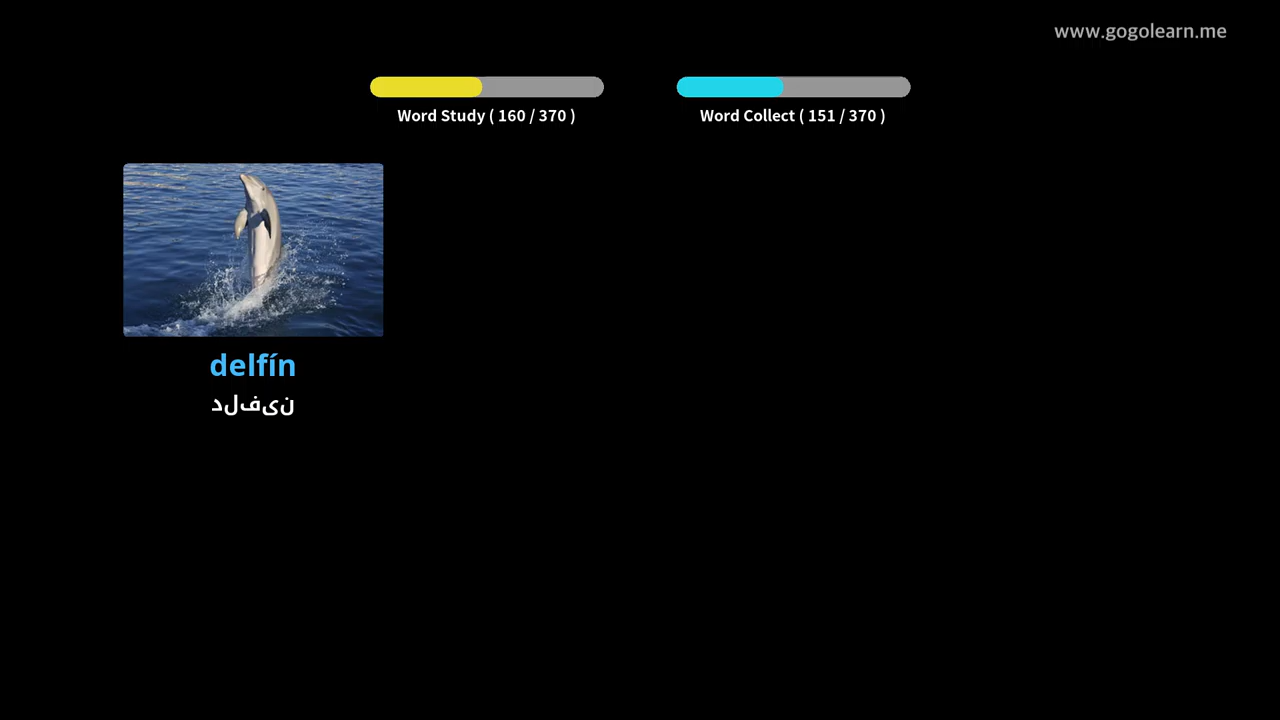 www.gogolearn.me
Word Study ( 160 / 370 )
Word Collect ( 151 / 370 )
delfín
دلفین